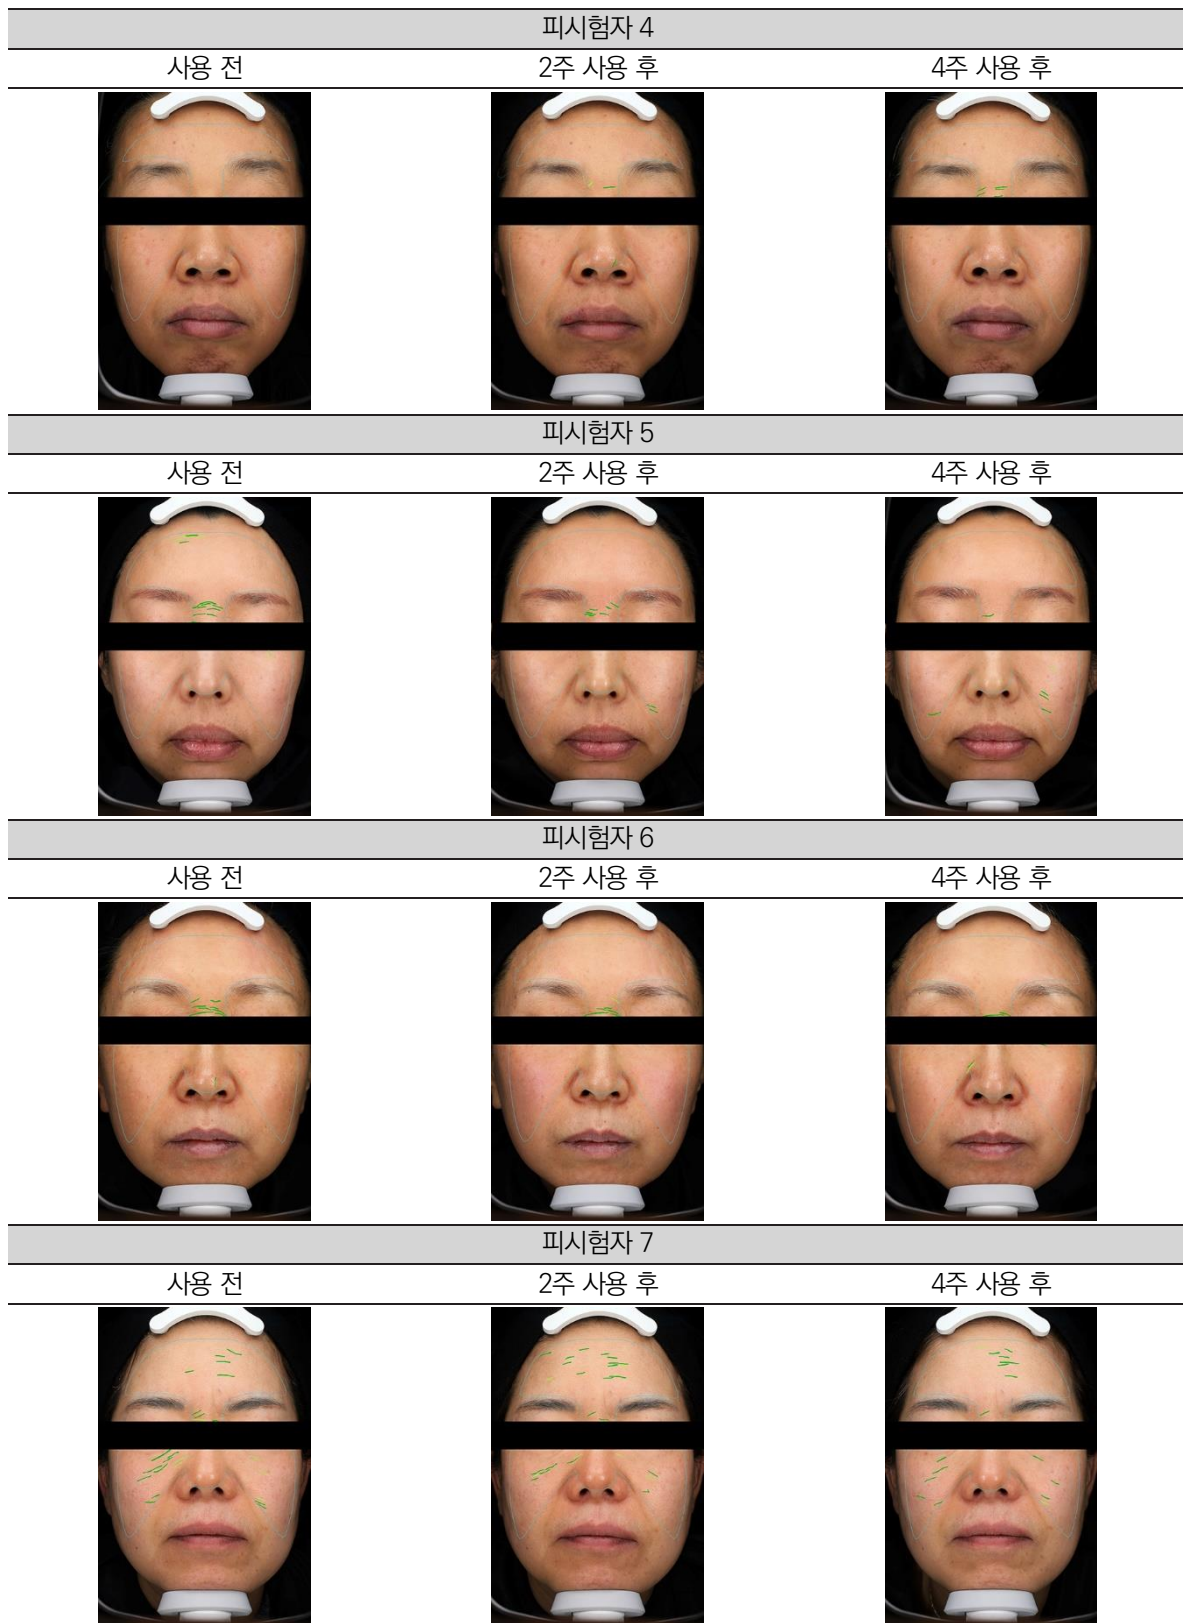 피시험자 4
사용 전 2주 사용 후 4주 사용 후
피시험자 5
사용 전 2주 사용 후 4주 사용 후
피시험자 6
사용 전 2주 사용 후 4주 사용 후
피시험자 7
사용 전 2주 사용 후 4주 사용 후